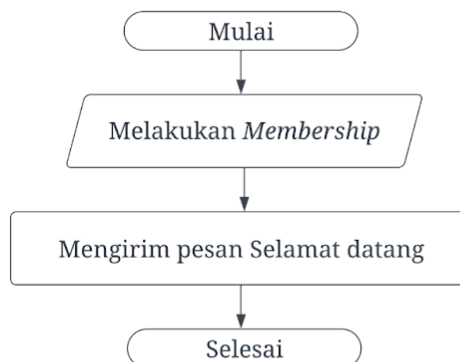 Mulai
Melakukan Membership
Mengirim pesan Selamat datang
Selesai